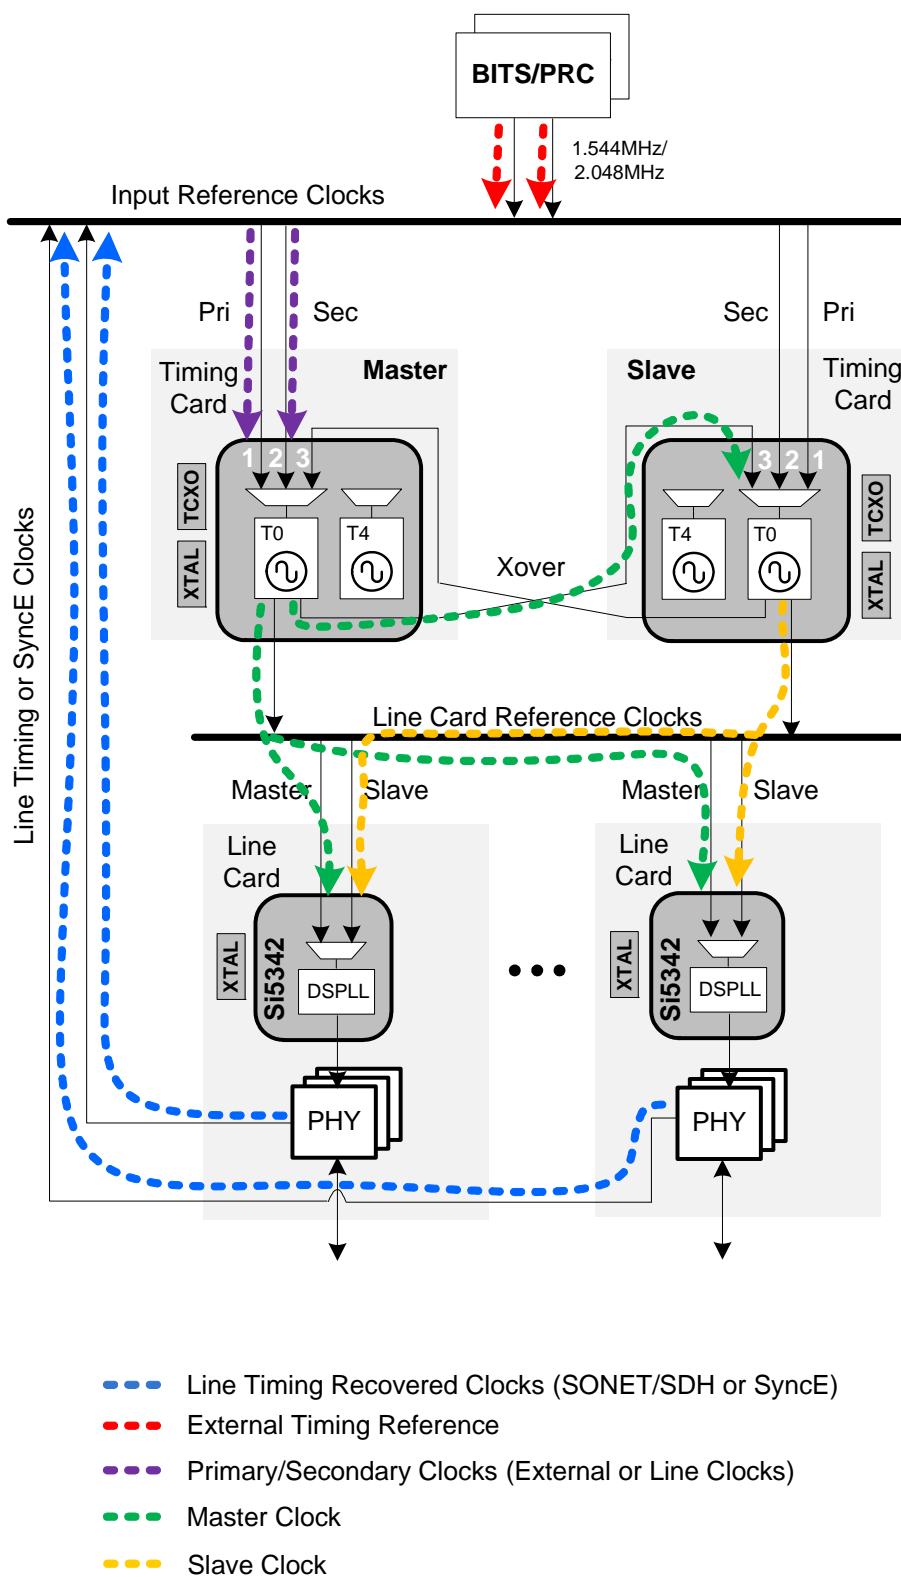 BITS/PRC
1.544MHz/
2.048MHz
Input Reference Clocks
Pri
Sec
Sec
Pri
Timing
Card
Master
Slave
Timing
Card
1 2 3
3 2 1
TCXO
XTAL
T0
T4
T4
T0
TCXO
XTAL
Xover
Line Timing or SyncE Clocks
Line Card Reference Clocks
Master
Slave
Master
Slave
Line
Card
Line
Card
XTAL
Si5342
DSPLL
XTAL
Si5342
DSPLL
PHY
PHY
Line Timing Recovered Clocks (SONET/SDH or SyncE)
External Timing Reference
Primary/Secondary Clocks (External or Line Clocks)
Master Clock
Slave Clock